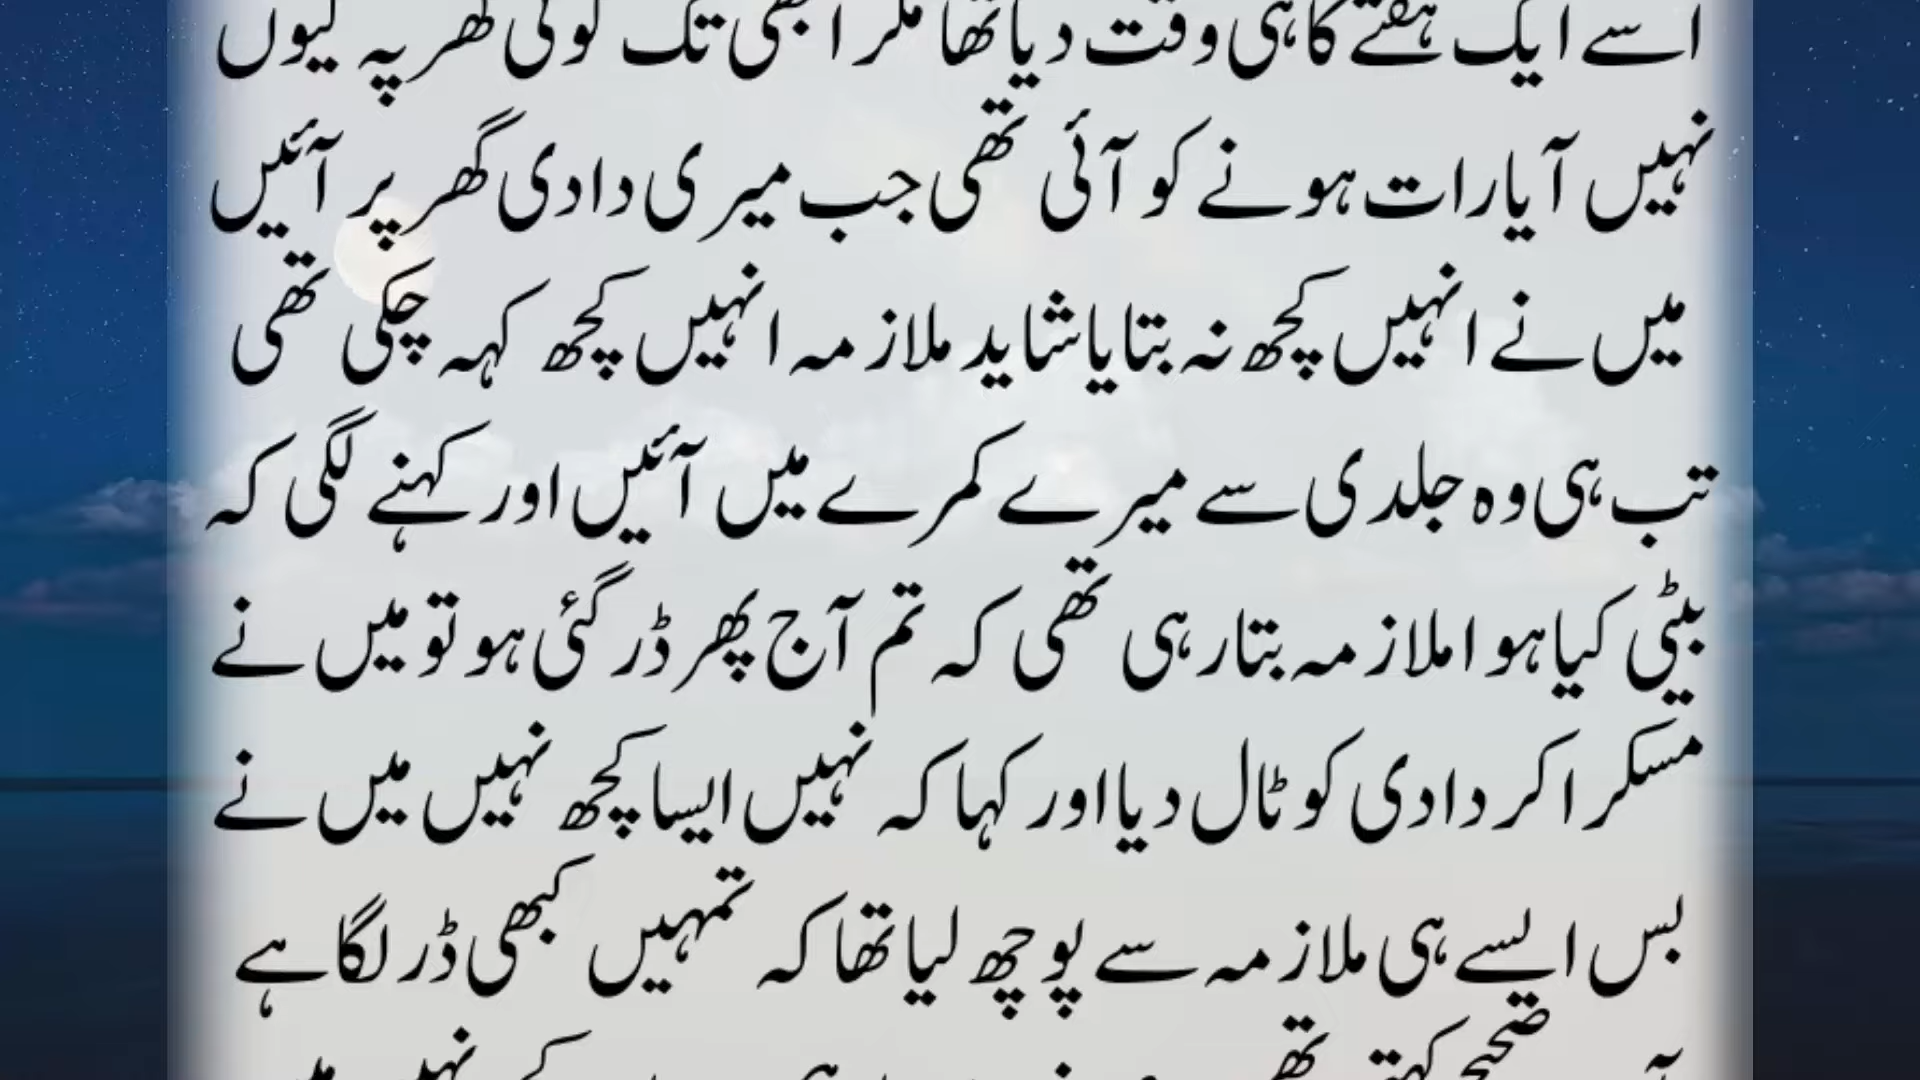 اسے ایک ہفتے کا ہی وقت دیا تھا مگر ابھی تک کوئی گھر پہ کیوں
نہیں آیا رات ہونے کو آئی تھی جب میری دادی گھر پر آئیں
میں نے انہیں کچھ نہ بتایا شاید ملازمہ انہیں کچھ کہہ چکی تھی
تب ہی وہ جلدی سے میرے کمرے میں آئیں اور کہنے لگی کہ
بیٹی کیا ہوا ملازمہ بتا رہی تھی کہ تم آج پھر ڈر گئی ہو تو میں نے
مسکرا کر دادی کو ٹال دیا اور کہا کہ نہیں ایسا کچھ نہیں میں نے
بس ایسے ہی ملازمہ سے پوچھ لیا تھا کہ تمہیں کبھی ڈر لگا ہے